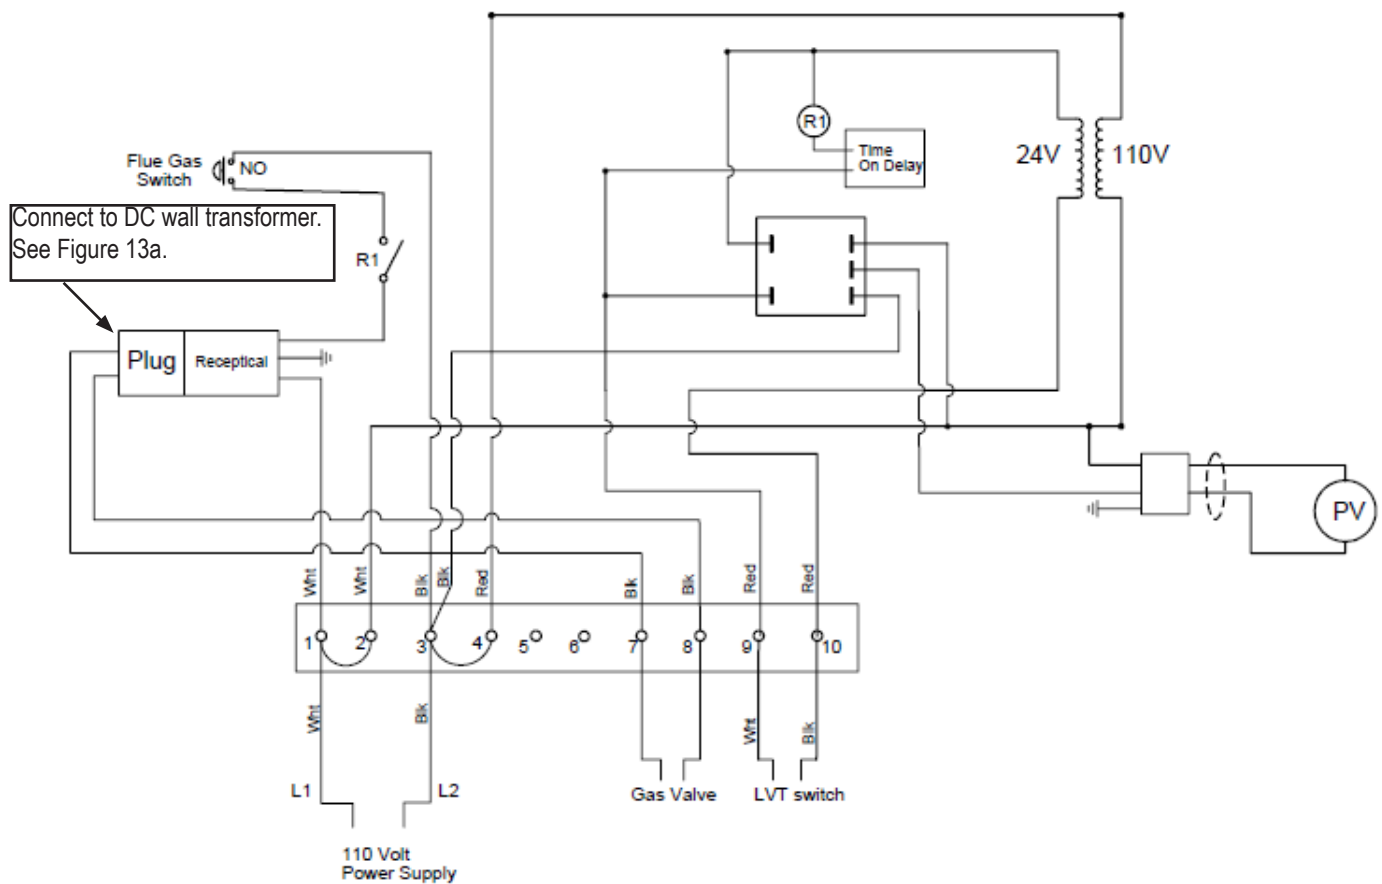 24V
110V
R1
Time
On Delay
Flue Gas
Switch
NO
Connect to DC wall transformer.
See Figure 13a.
R1
Plug
Receptical
PV
Wht
Wht
Blk
Blk
Red
Blk
Blk
Red
Red
1
2
3
4
5
6
7
8
9
10
Wht
Blk
Wht
Blk
L1
L2
Gas Valve
LVT switch
110 Volt
Power Supply